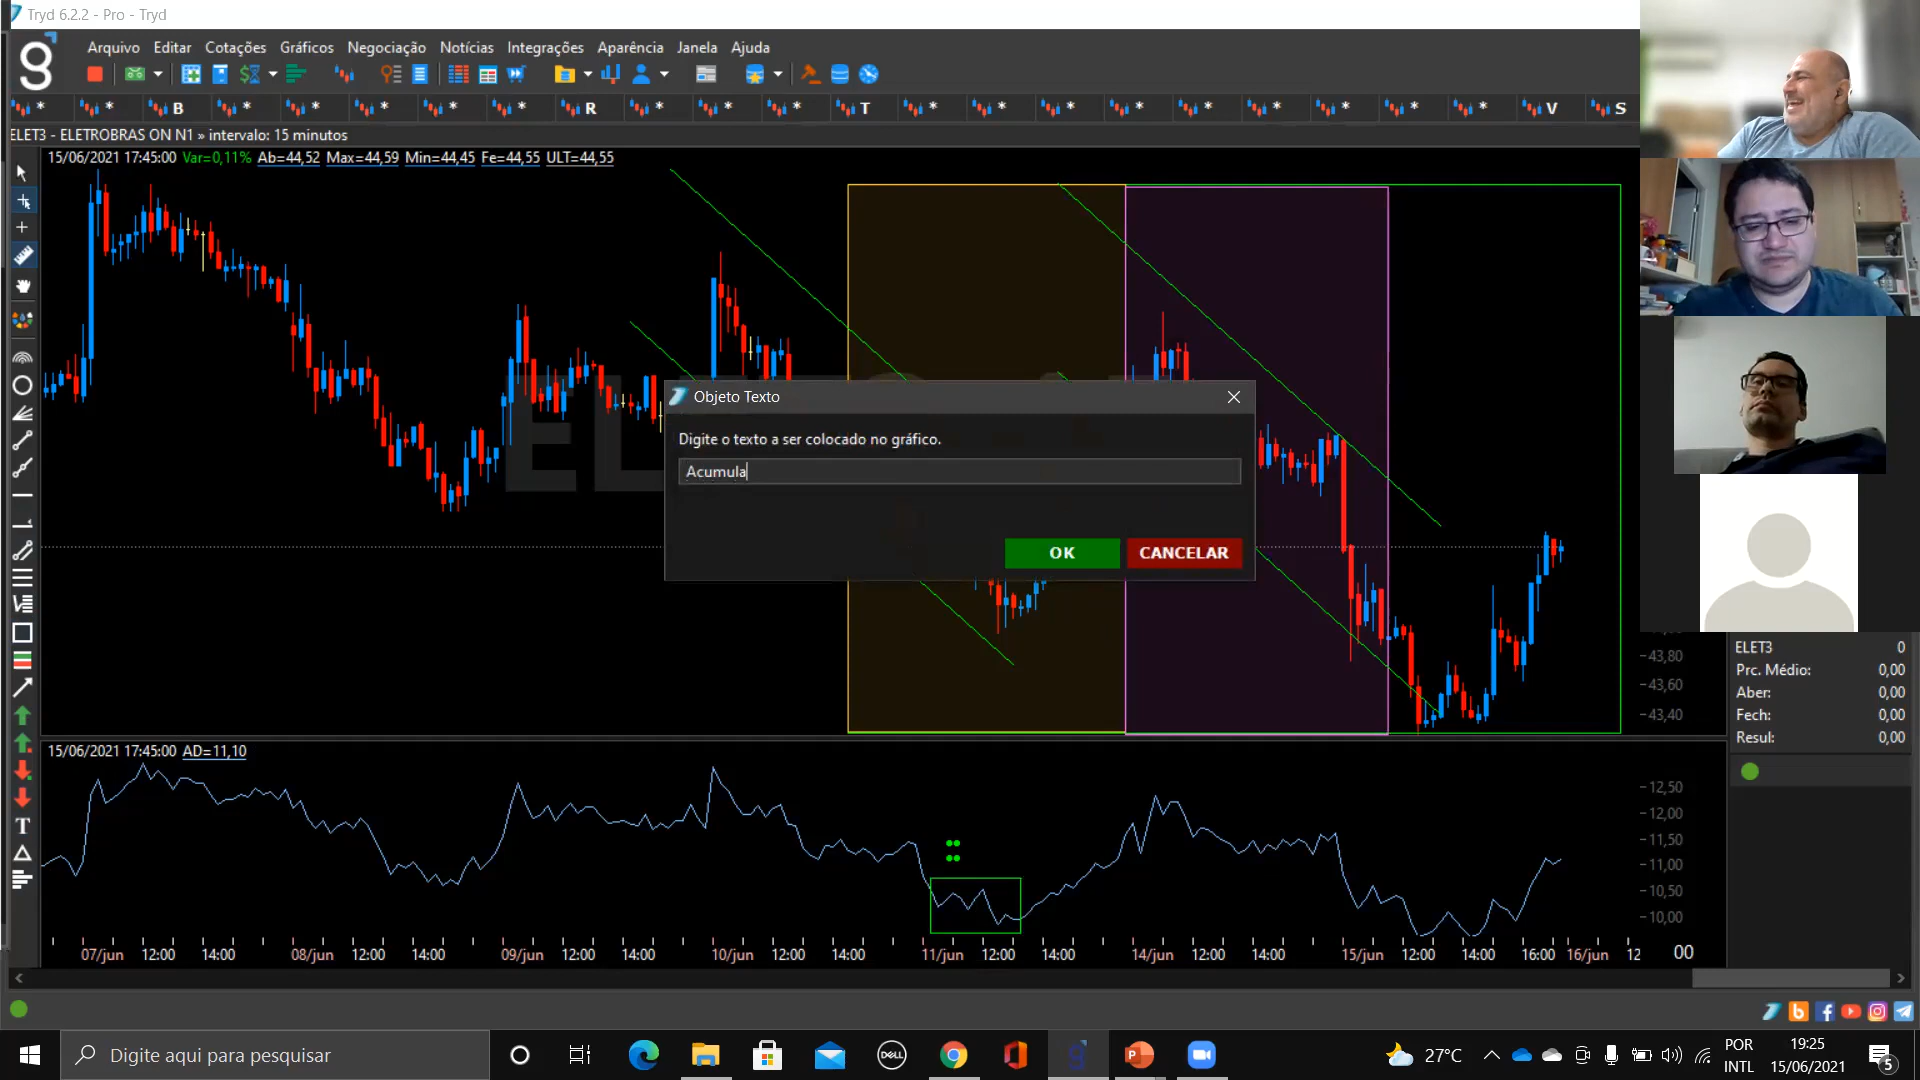 Tryd 6.2.2 - Pro - Tryd
Arquivo Editar Cotações Gráficos Negociação Notícias Integrações Aparência Janela Ajuda
* * B * * * * * R * * * T * * * * * * * * * V S
ELET3 - ELETROBRAS ON N1 » intervalo: 15 minutos
15/06/2021 17:45:00 Var=0,11% Ab=44,52 Max=44,59 Min=44,45 Fe=44,55 ULT=44,55
Objeto Texto
Digite o texto a ser colocado no gráfico.
Acumula
OK CANCELAR
43,80
43,60
43,40
ELET3 0
Prc. Médio: 0,00
Aber: 0,00
Fech: 0,00
Resul: 0,00
15/06/2021 17:45:00 AD=11,10
12,50
12,00
11,50
11,00
10,50
10,00
07/jun 12:00 14:00 08/jun 12:00 14:00 09/jun 12:00 14:00 10/jun 12:00 14:00 11/jun 12:00 14:00 14/jun 12:00 14:00 15/jun 12:00 14:00 16:00 16/jun 12 00
Digite aqui para pesquisar
DELL
27°C
POR
INTL
19:25
15/06/2021
5